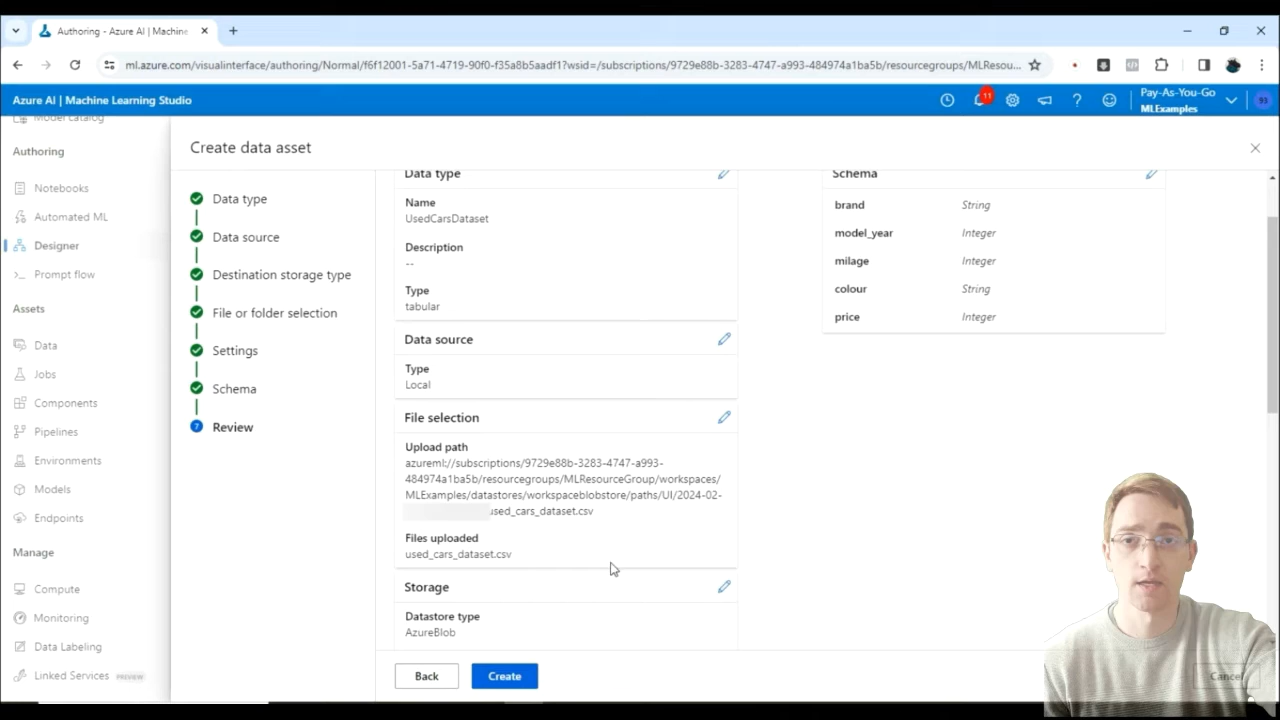 Authoring - Azure AI | Machine
ml.azure.com/visualinterface/authoring/Normal/f6f12001-5a71-4719-90f0-f35a8b5aadf1?wsid=/subscriptions/9729e88b-3283-4747-a993-484974a1ba5b/resourcegroups/MLResou...
Azure AI | Machine Learning Studio
11
Pay-As-You-Go
MLExamples
93
Model catalog
Authoring
Notebooks
Automated ML
Designer
Prompt flow
Assets
Data
Jobs
Components
Pipelines
Environments
Models
Endpoints
Manage
Compute
Monitoring
Data Labeling
Linked Services PREVIEW
Create data asset
Data type
Data source
Destination storage type
File or folder selection
Settings
Schema
7 Review
Data type
Name
UsedCarsDataset
Description
--
Type
tabular
Data source
Type
Local
File selection
Upload path
azureml://subscriptions/9729e88b-3283-4747-a993-
484974a1ba5b/resourcegroups/MLResourceGroup/workspaces/
MLExamples/datastores/workspaceblobstore/paths/UI/2024-02-
used_cars_dataset.csv
Files uploaded
used_cars_dataset.csv
Storage
Datastore type
AzureBlob
Schema
brand String
model_year Integer
milage Integer
colour String
price Integer
Back
Create
Cancel